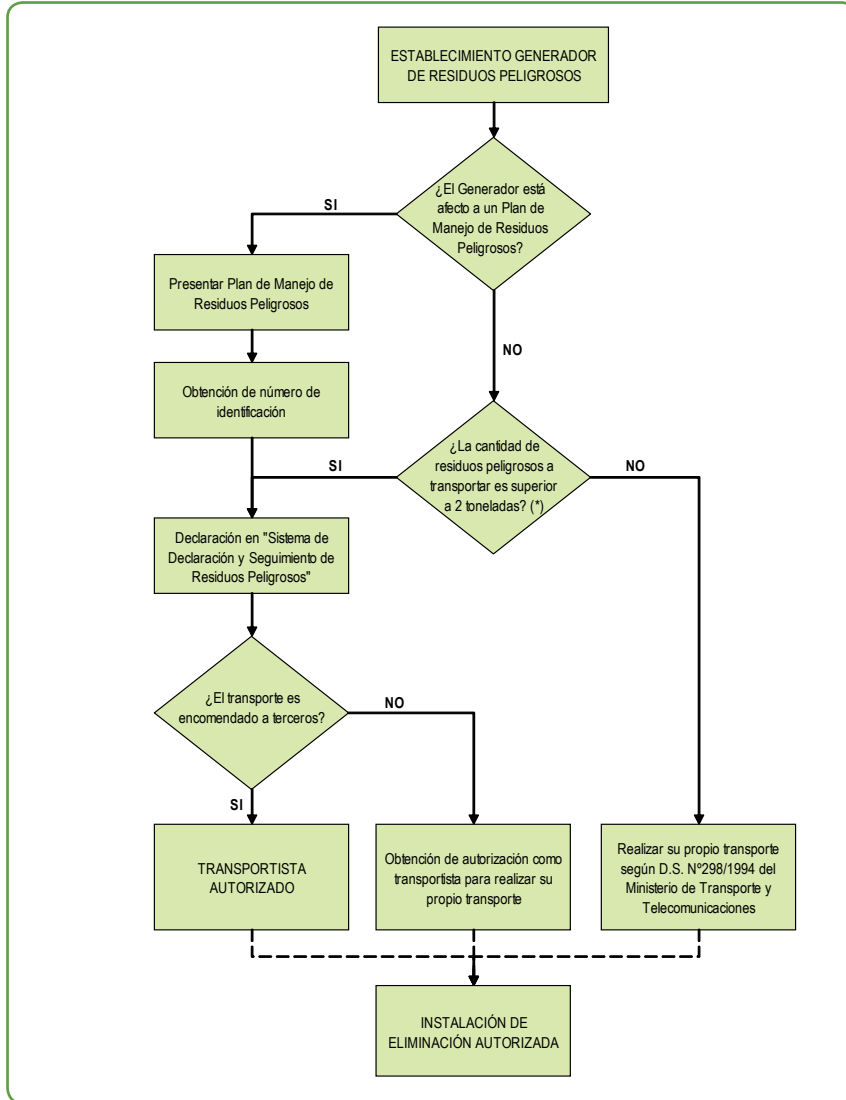 ESTABLECIMIENTO GENERADOR
DE RESIDUOS PELIGROSOS
¿El Generador está
afecto a un Plan de
Manejo de Residuos
Peligrosos?
SI
Presentar Plan de Manejo de
Residuos Peligrosos
NO
Obtención de número de
identificación
¿La cantidad de
residuos peligrosos a
transportar es superior
a 2 toneladas? (*)
SI
NO
Declaración en "Sistema de
Declaración y Seguimiento de
Residuos Peligrosos"
¿El transporte es
encomendado a terceros?
NO
SI
TRANSPORTISTA
AUTORIZADO
Obtención de autorización como
transportista para realizar su
propio transporte
Realizar su propio transporte
según D.S. Nº298/1994 del
Ministerio de Transporte y
Telecomunicaciones
INSTALACIÓN DE
ELIMINACIÓN AUTORIZADA